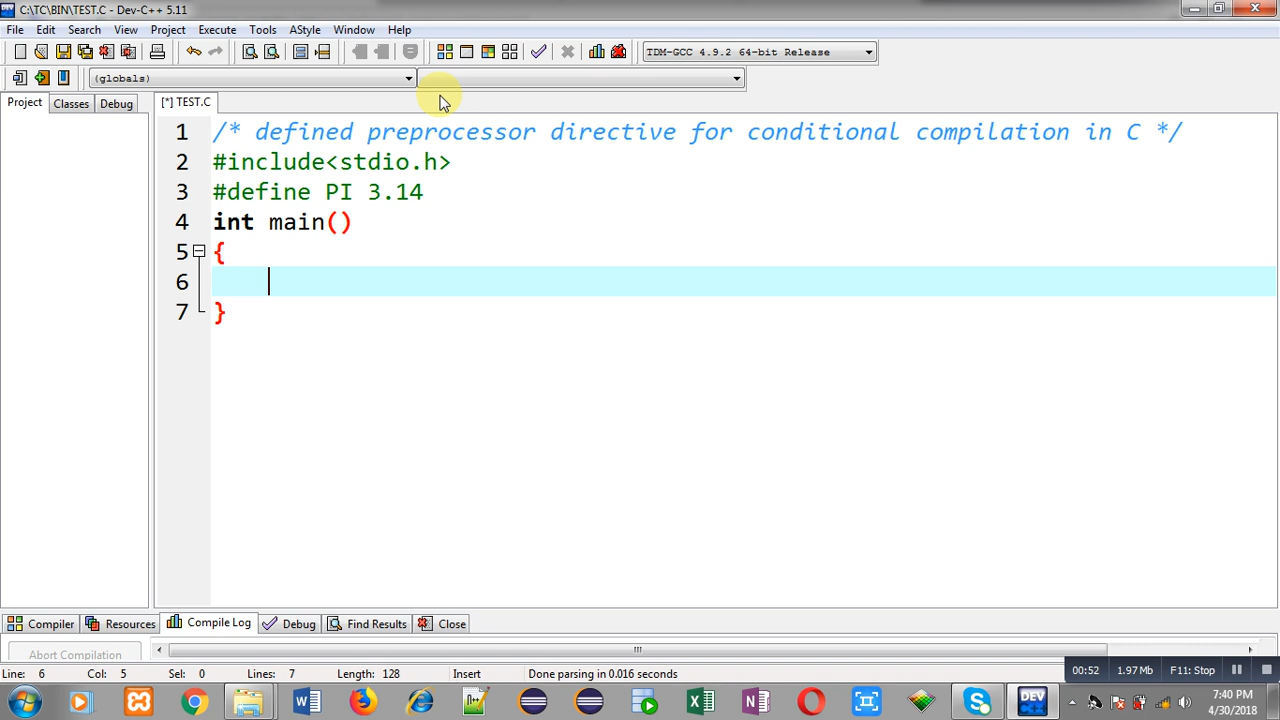 C:\TC\BIN\TEST.C - Dev-C++ 5.11
File Edit Search View Project Execute Tools AStyle Window Help
TDM-GCC 4.9.2 64-bit Release
(globals)
Project Classes Debug [*] TEST.C
1 /* defined preprocessor directive for conditional compilation in C */
2 #include<stdio.h>
3 #define PI 3.14
4 int main()
5 {
6
7 }
Compiler Resources Compile Log Debug Find Results Close
Abort Compilation
Line: 6 Col: 5 Sel: 0 Lines: 7 Length: 128 Insert Done parsing in 0.016 seconds
00:52 1.97 Mb F11: Stop
DEV
7:40 PM
4/30/2018